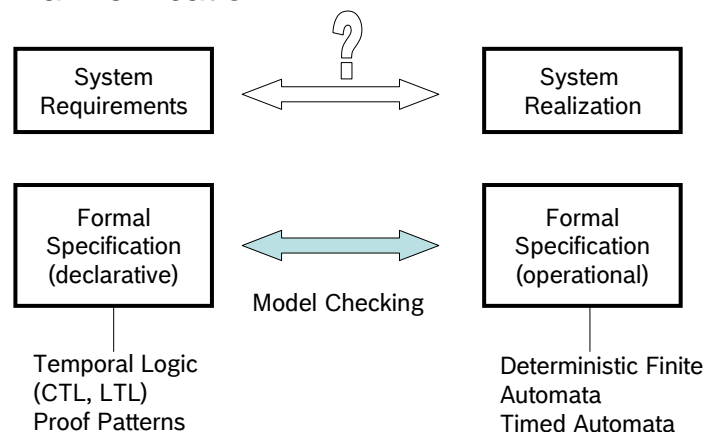 ?
System
Requirements
System
Realization
Formal
Specification
(declarative)
Formal
Specification
(operational)
Model Checking
Temporal Logic
(CTL, LTL)
Proof Patterns
Deterministic Finite
Automata
Timed Automata